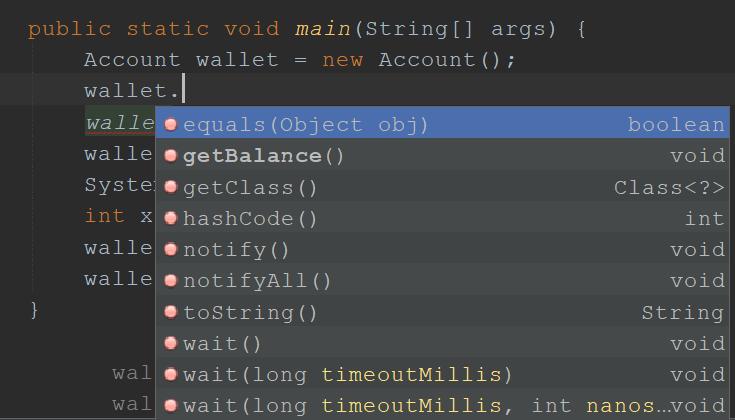 public static void main(String[] args) {
Account wallet = new Account();
wallet.
walle
equals(Object obj) boolean
walle getBalance() void
Syste getClass() Class<?>
int x hashCode() int
walle notify() void
walle notifyAll() void
} toString() String
wait() void
wal wait(long timeoutMillis) void
wal wait(long timeoutMillis, int nanos…void